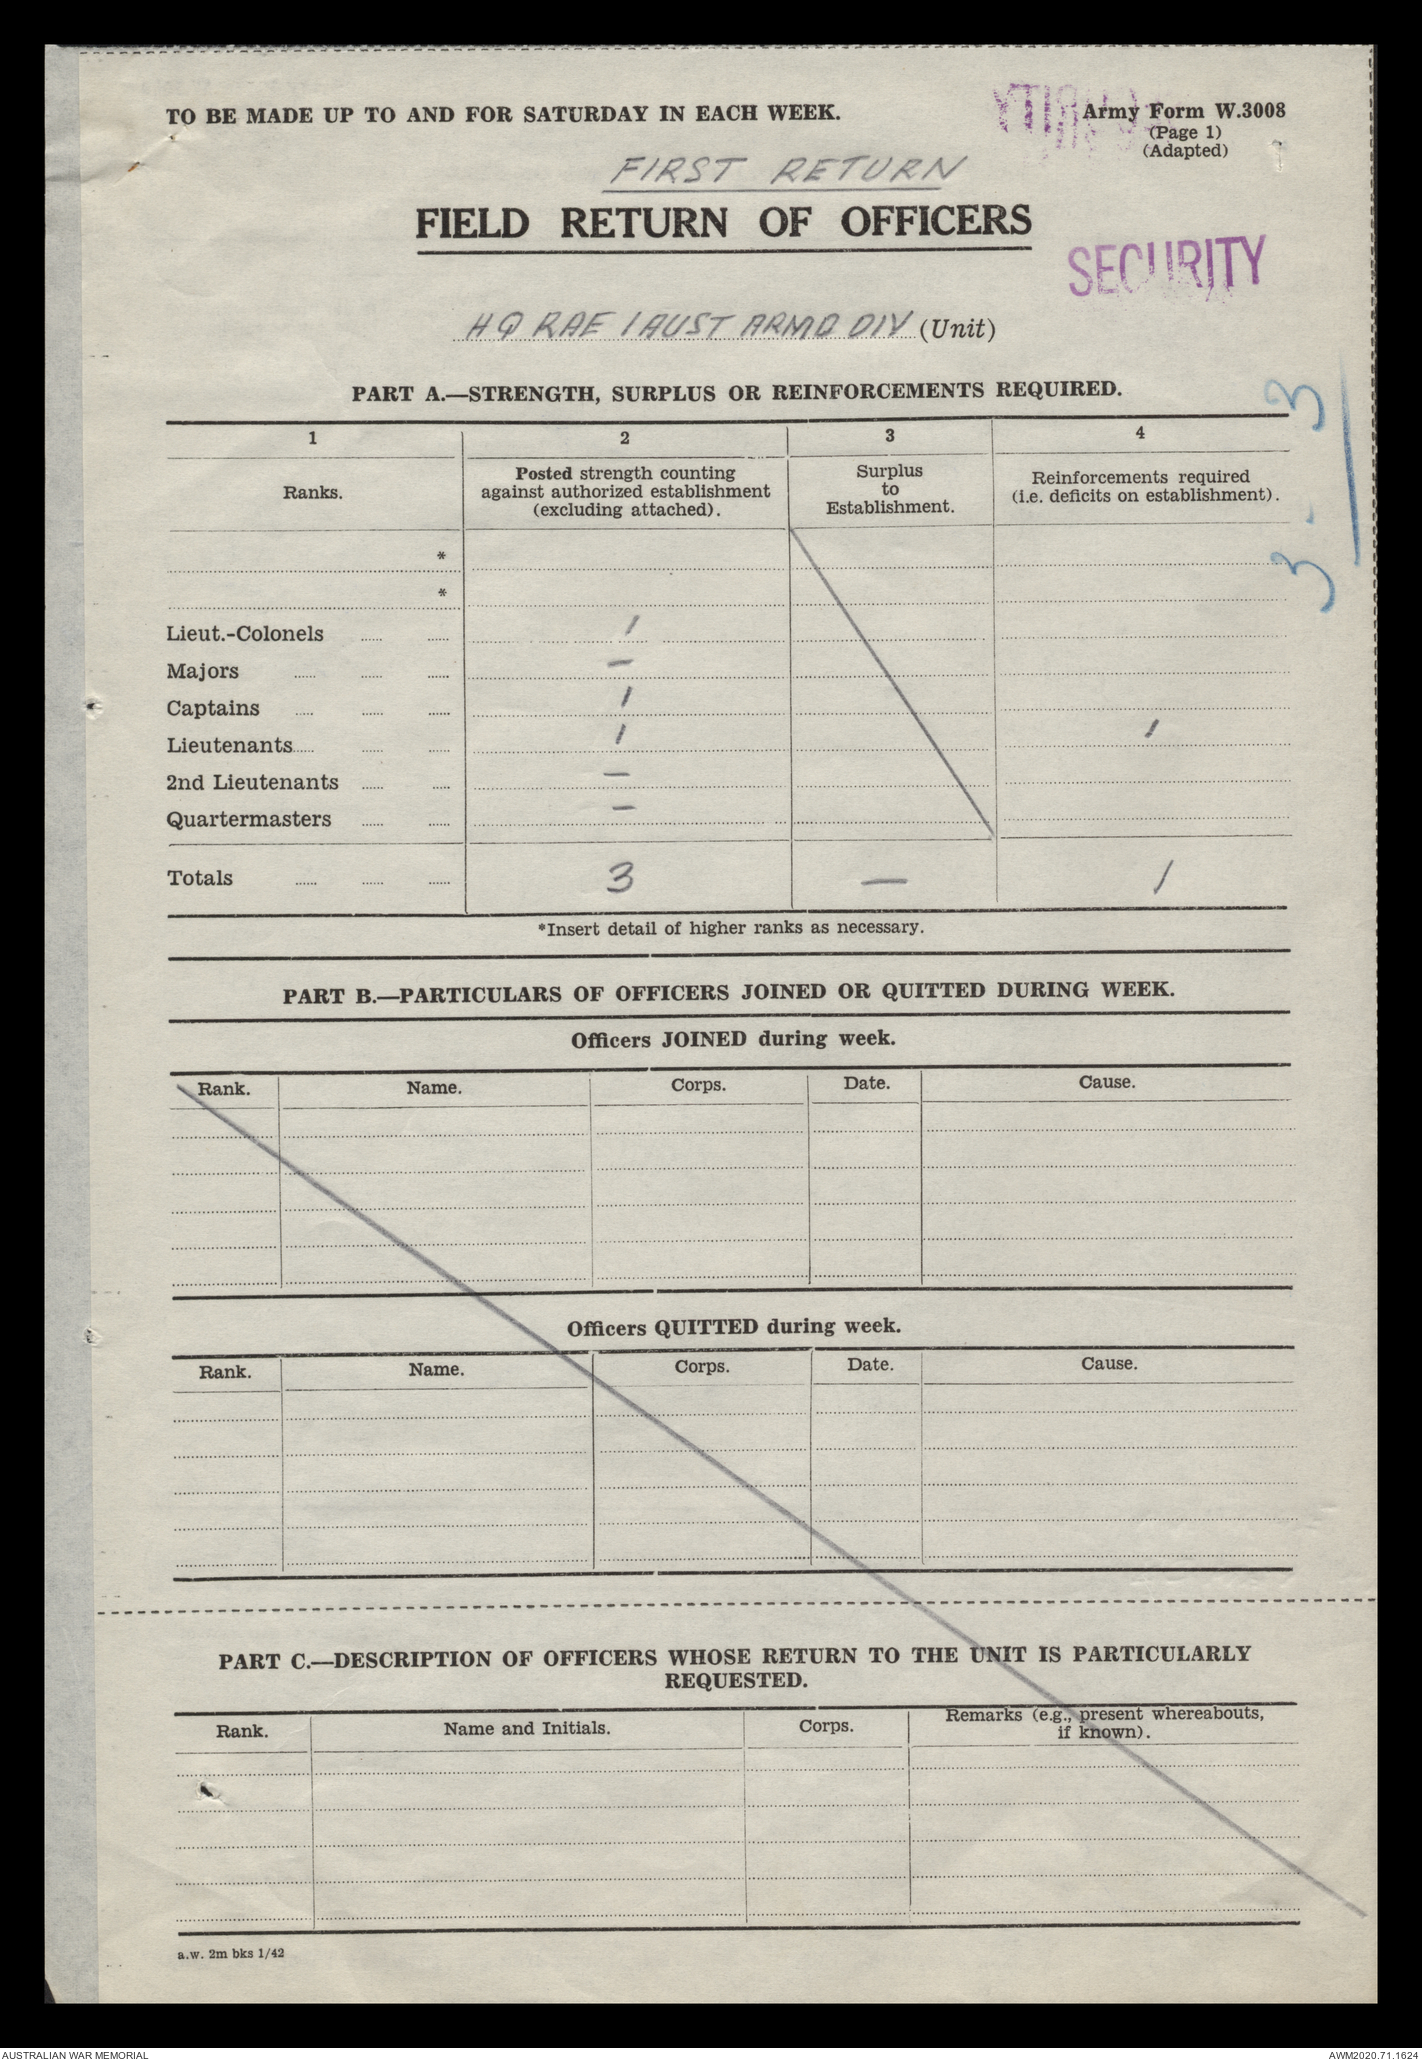 TO BE MADE UP TO AND FOR SATURDAY IN EACH WEEK.
Army Form W.3008
(Page 1)
(Adapted)
FIRST RETURN
FIELD RETURN OF OFFICERS
SECURITY
HQ RAE 1 AUST ARMD DIV (Unit)
3-3
PART A.—STRENGTH, SURPLUS OR REINFORCEMENTS REQUIRED.
1 2 3 4
Ranks.
Posted strength counting
against authorized establishment
(excluding attached).
Surplus
to
Establishment.
Reinforcements required
(i.e. deficits on establishment).
*
*
Lieut.-Colonels ...... ...... 1
Majors ...... ...... ...... —
Captains ...... ...... ...... 1
Lieutenants...... ...... ...... 1 1
2nd Lieutenants ...... ...... —
Quartermasters ...... ...... —
Totals ...... ...... ...... 3 — 1
*Insert detail of higher ranks as necessary.
PART B.—PARTICULARS OF OFFICERS JOINED OR QUITTED DURING WEEK.
Officers JOINED during week.
Rank. Name. Corps. Date. Cause.
Officers QUITTED during week.
Rank. Name. Corps. Date. Cause.
PART C.—DESCRIPTION OF OFFICERS WHOSE RETURN TO THE UNIT IS PARTICULARLY
REQUESTED.
Rank. Name and Initials. Corps.
Remarks (e.g., present whereabouts,
if known).
a.w. 2m bks 1/42
AUSTRALIAN WAR MEMORIAL
AWM2020.71.1624